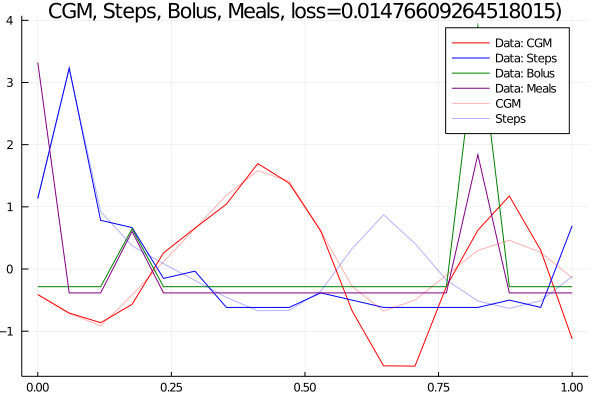 CGM, Steps, Bolus, Meals, loss=0.01476609264518015)
Data: CGM
Data: Steps
Data: Bolus
Data: Meals
CGM
Steps
4
3
2
1
0
−1
0.00 0.25 0.50 0.75 1.00